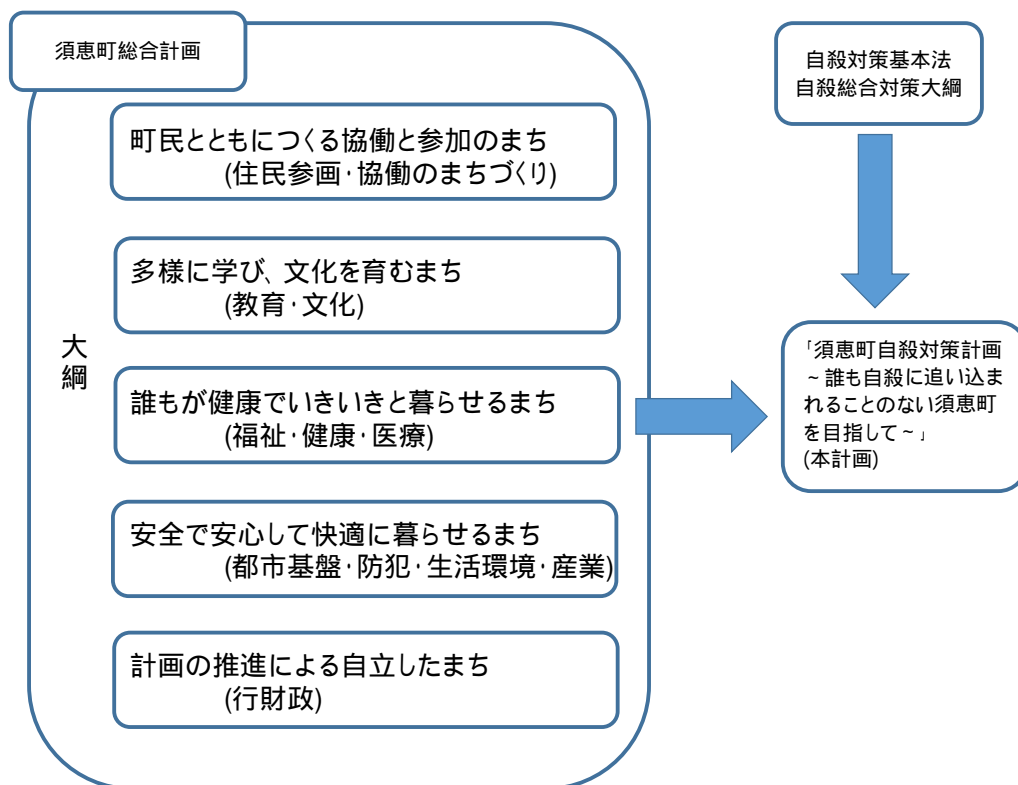 須恵町総合計画
自殺対策基本法
自殺総合対策大綱
町民とともにつくる協働と参加のまち
(住民参画・協働のまちづくり)
多様に学び、文化を育むまち
(教育・文化)
大
綱
誰もが健康でいきいきと暮らせるまち
(福祉・健康・医療)
安全で安心して快適に暮らせるまち
(都市基盤・防犯・生活環境・産業)
計画の推進による自立したまち
(行財政)
「須恵町自殺対策計画
~誰も自殺に追い込ま
れることのない須恵町
を目指して~」
(本計画)